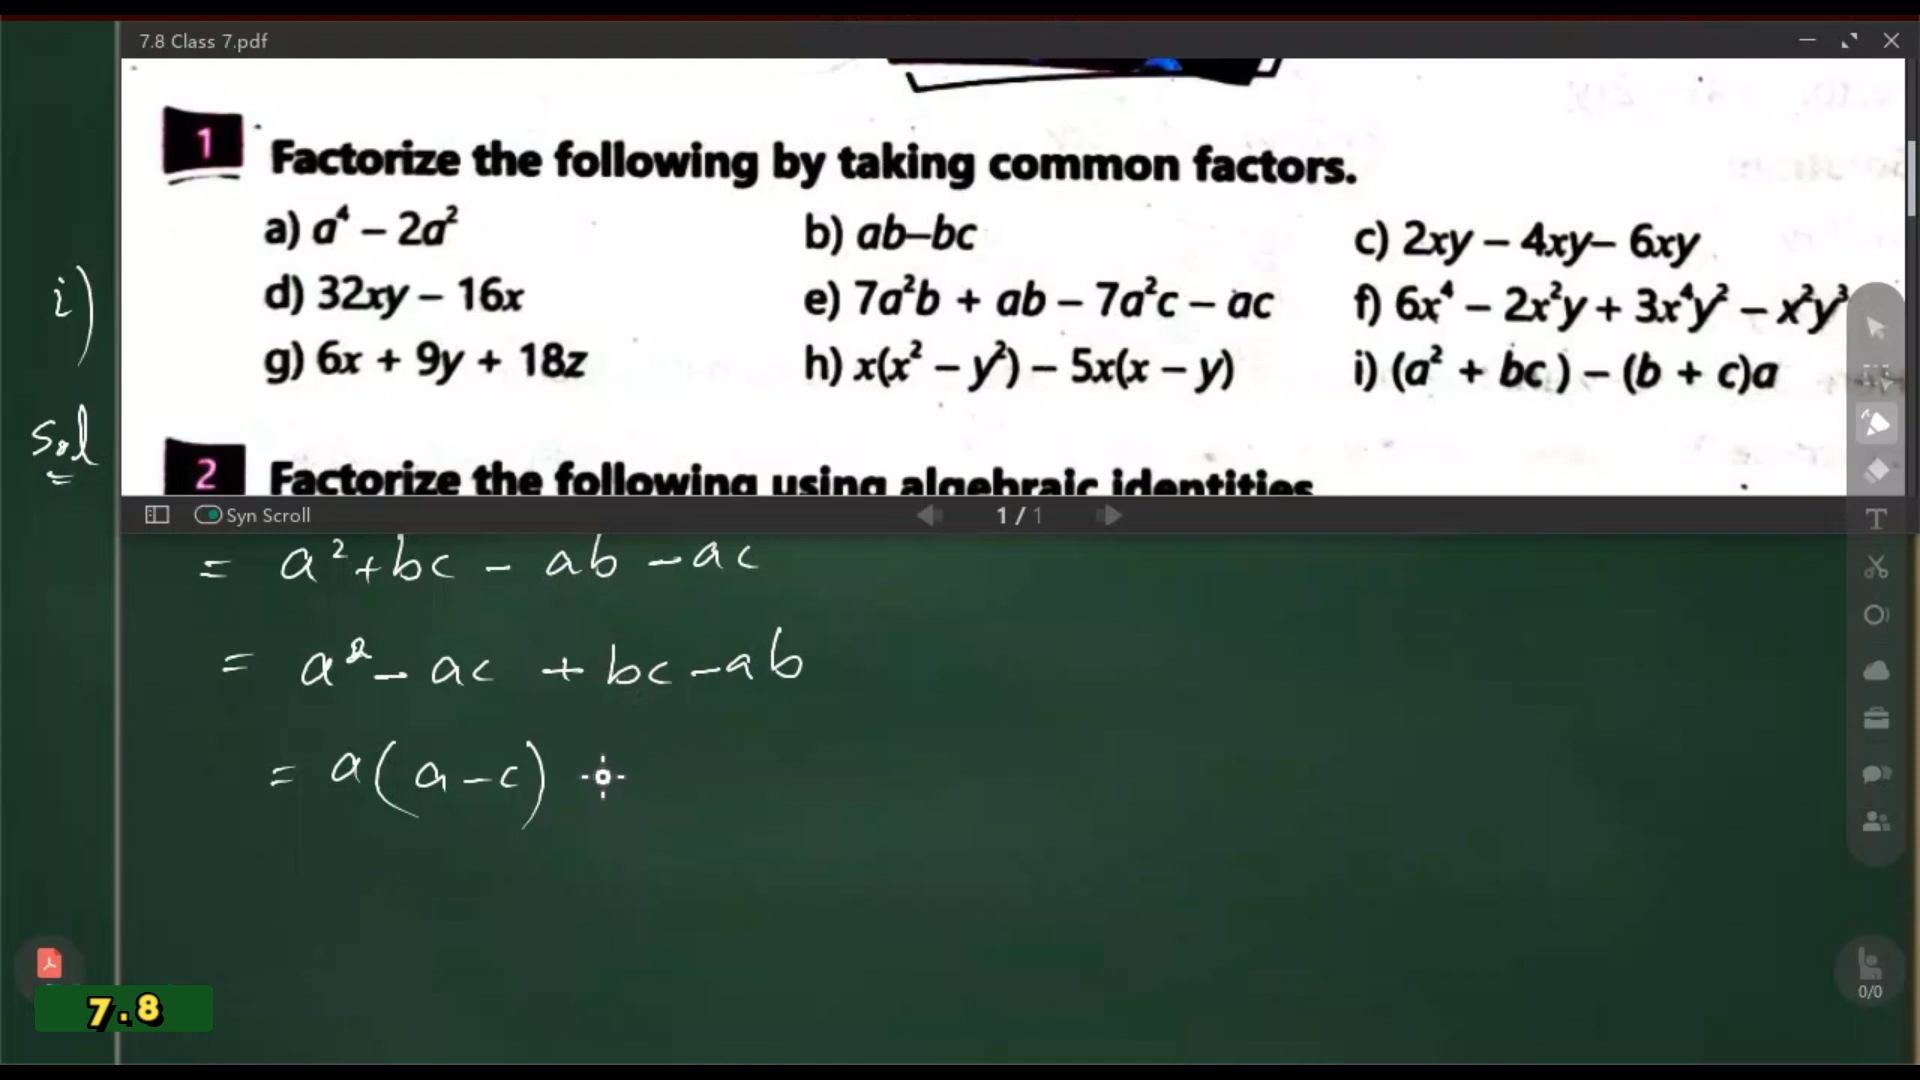 7.8 Class 7.pdf
1 Factorize the following by taking common factors.
a) a⁴ – 2a² b) ab–bc c) 2xy – 4xy– 6xy
d) 32xy – 16x e) 7a²b + ab – 7a²c – ac f) 6x⁴ – 2x²y + 3x⁴y² – x²y³
g) 6x + 9y + 18z h) x(x² – y²) – 5x(x – y) i) (a² + bc ) – (b + c)a
2 Factorize the following using algebraic identities
Syn Scroll 1 / 1
i)
Sol
= a²+bc – ab – ac
= a² – ac + bc – ab
= a(a – c)
0/0
7.8